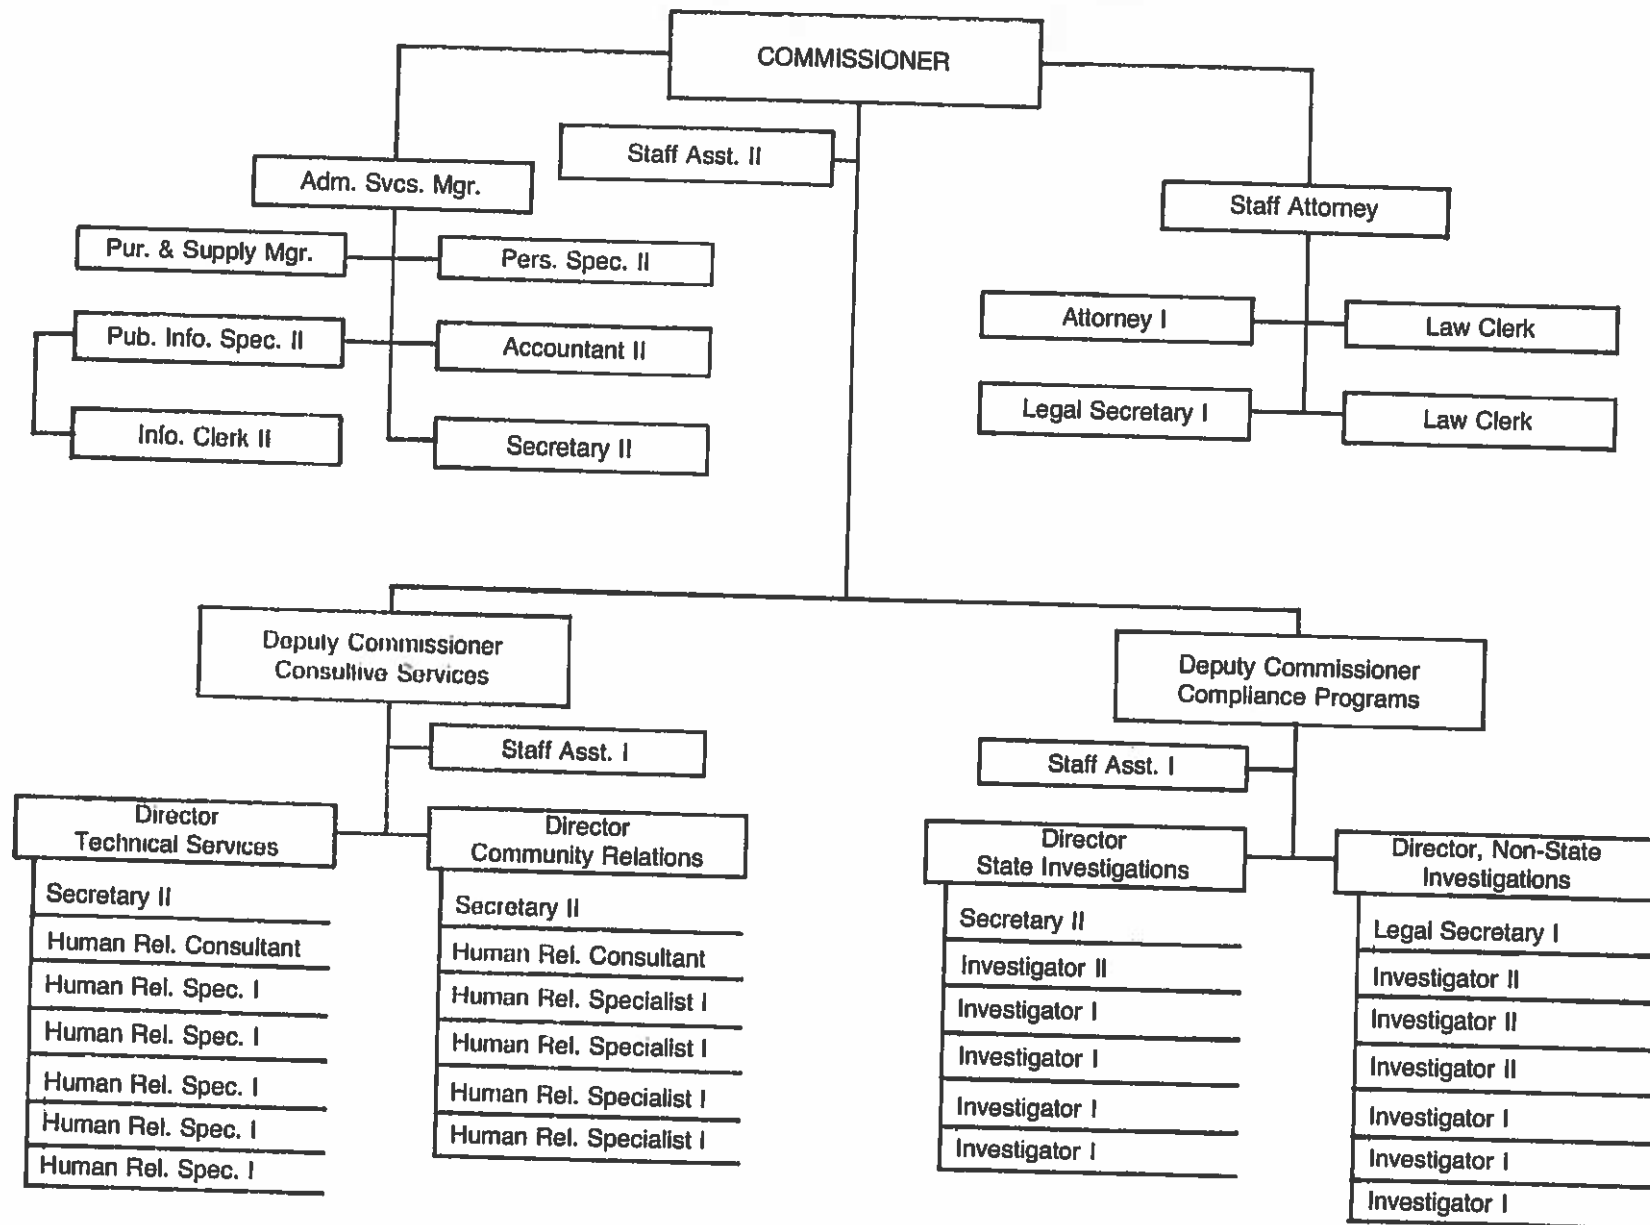 COMMISSIONER
Staff Asst. II
Adm. Svcs. Mgr.
Staff Attorney
Pur. & Supply Mgr.
Pers. Spec. II
Pub. Info. Spec. II
Accountant II
Info. Clerk II
Secretary II
Attorney I
Law Clerk
Legal Secretary I
Law Clerk
Deputy Commissioner
Consultive Services
Staff Asst. I
Director
Technical Services
Secretary II
Human Rel. Consultant
Human Rel. Spec. I
Human Rel. Spec. I
Human Rel. Spec. I
Human Rel. Spec. I
Human Rel. Spec. I
Director
Community Relations
Secretary II
Human Rel. Consultant
Human Rel. Specialist I
Human Rel. Specialist I
Human Rel. Specialist I
Human Rel. Specialist I
Deputy Commissioner
Compliance Programs
Staff Asst. I
Director
State Investigations
Secretary II
Investigator II
Investigator I
Investigator I
Investigator I
Investigator I
Director, Non-State
Investigations
Legal Secretary I
Investigator II
Investigator II
Investigator II
Investigator I
Investigator I
Investigator I